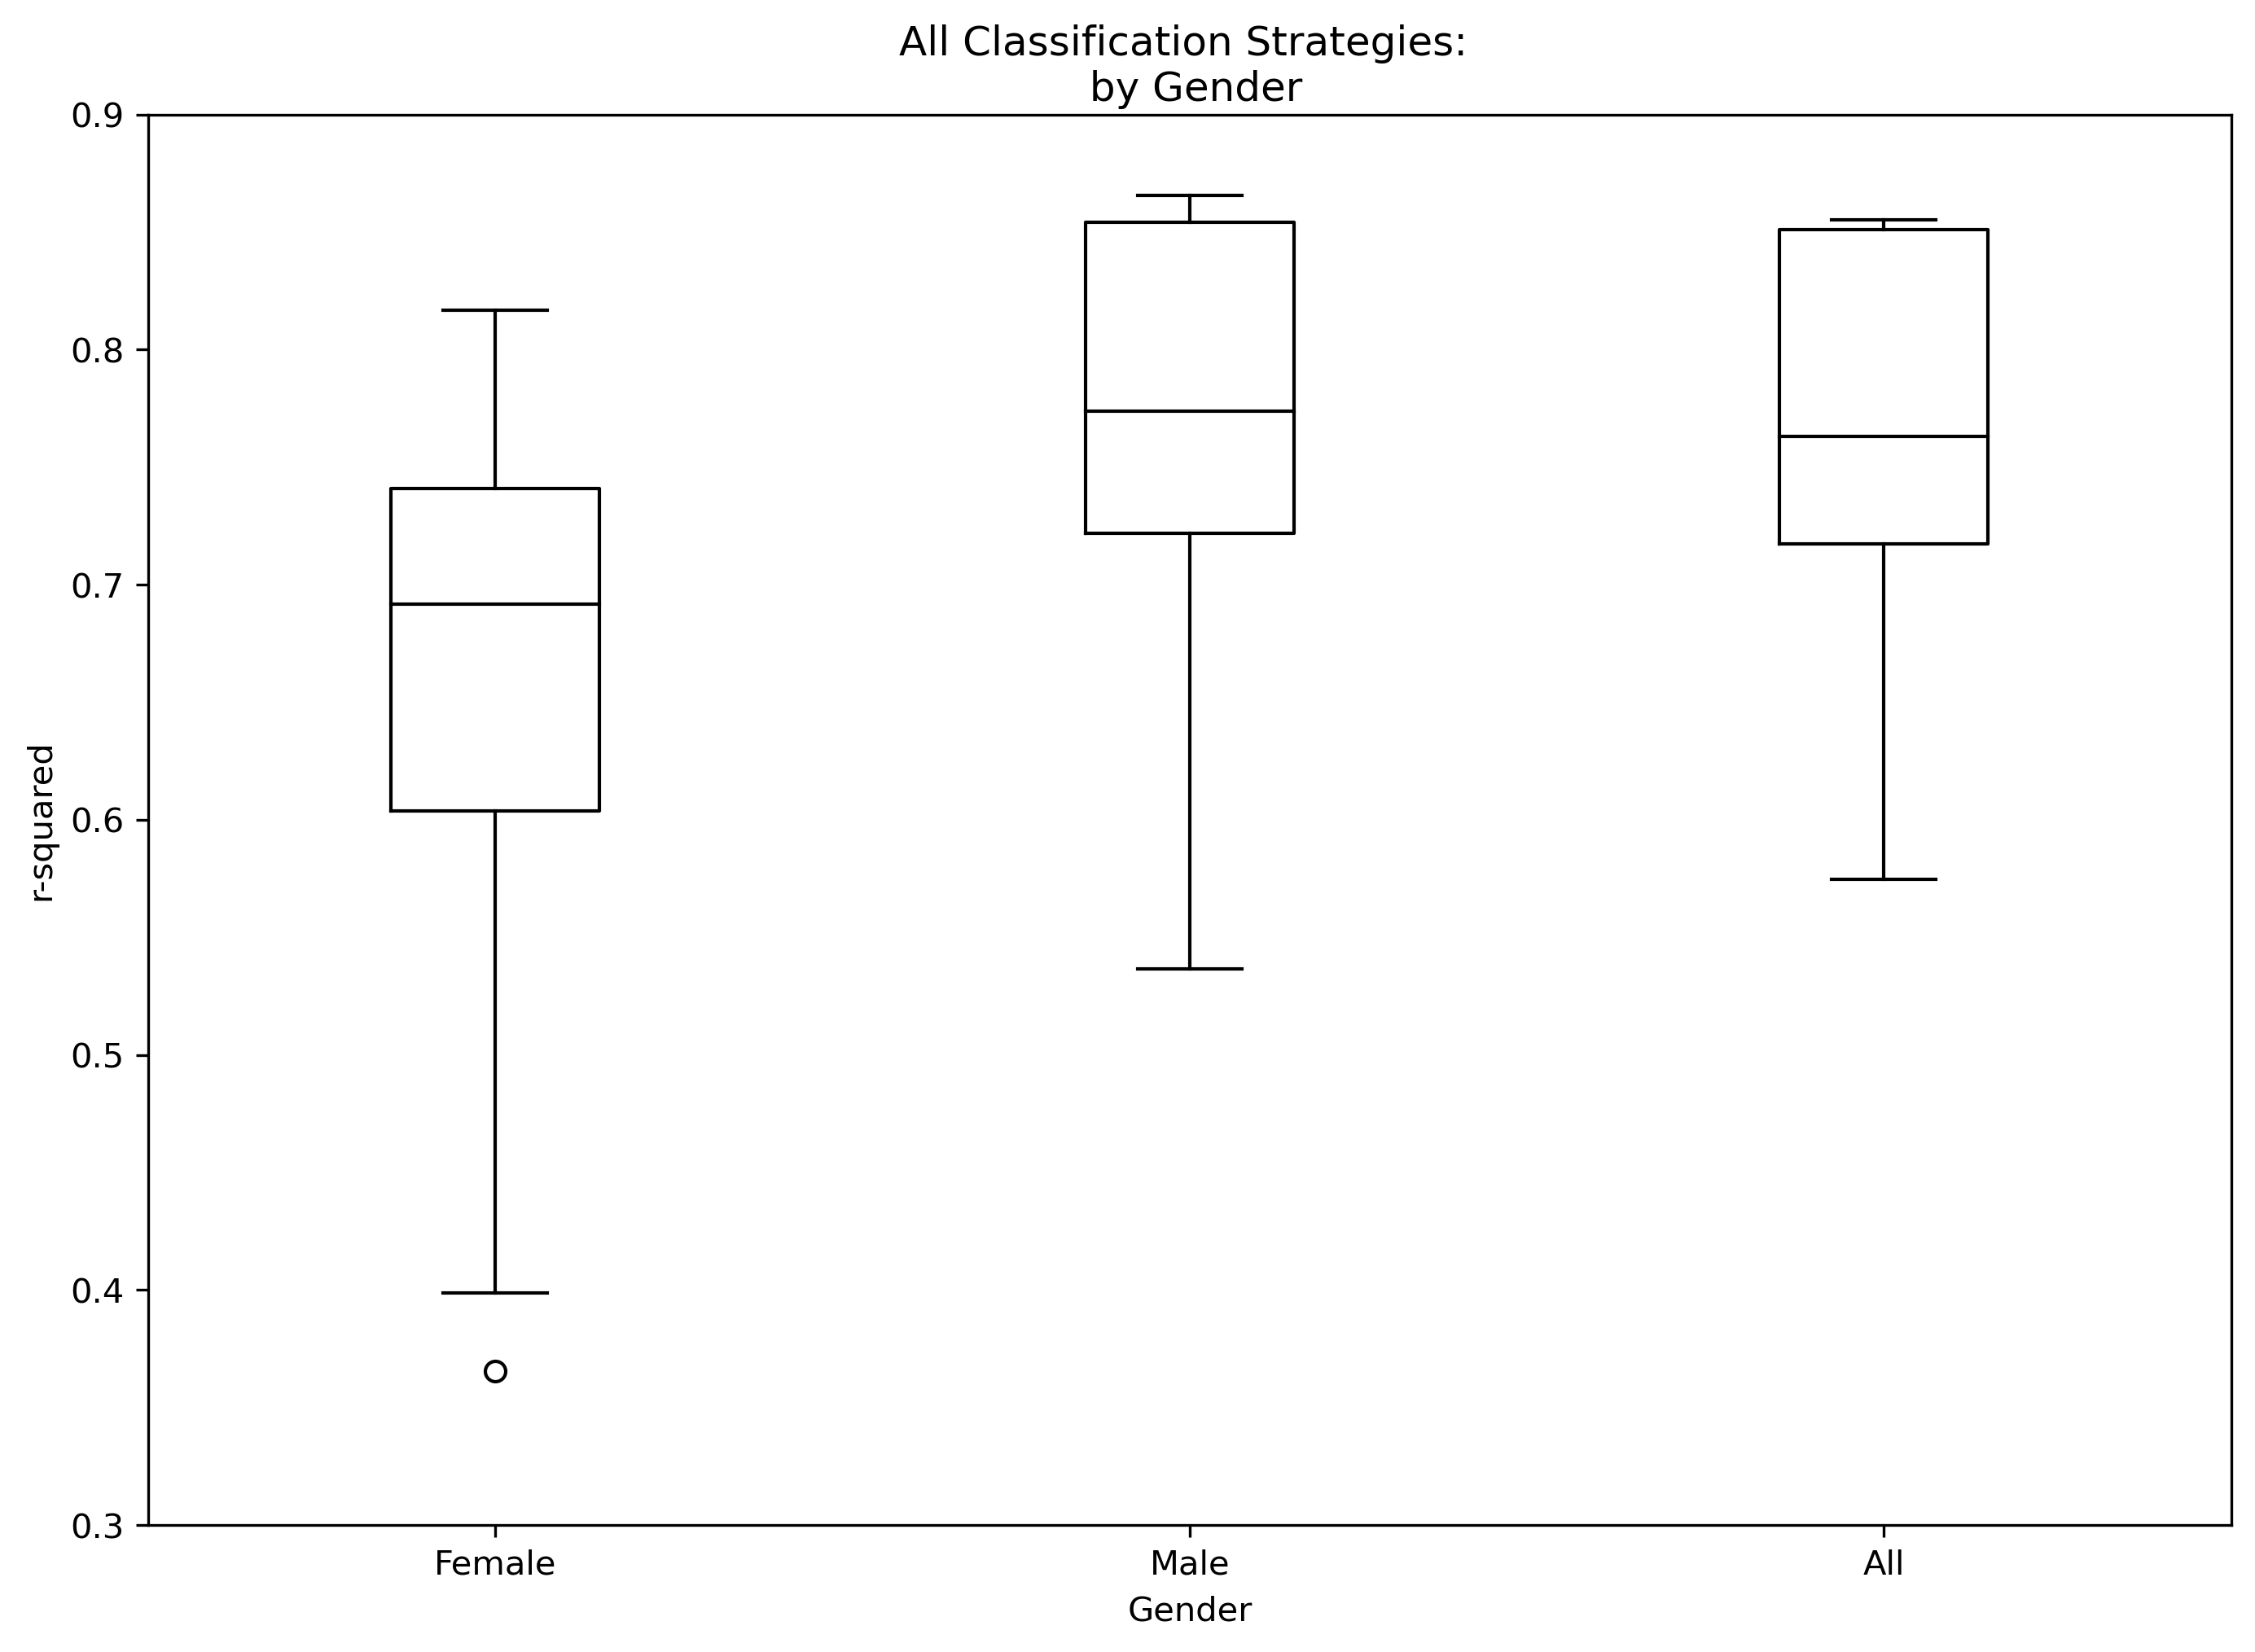 All Classification Strategies:
by Gender
0.9
0.8
0.7
0.6
0.5
0.4
0.3
r-squared
Female
Male
All
Gender